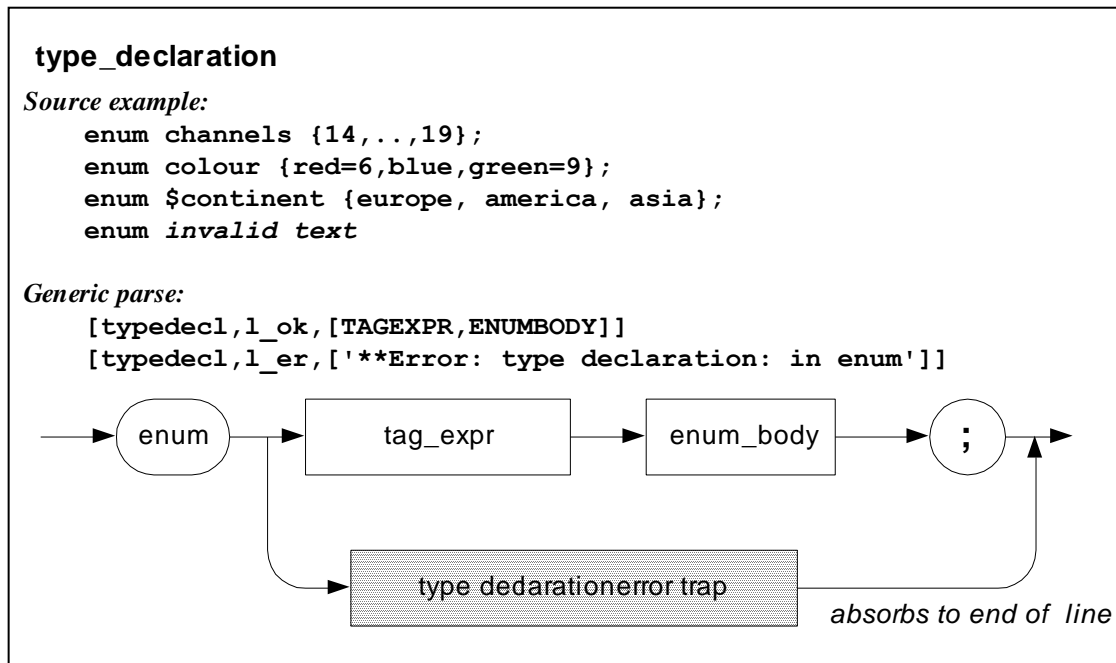 type_declaration
Source example:
enum channels {14,..,19};
enum colour {red=6,blue,green=9};
enum $continent {europe, america, asia};
enum invalid text
Generic parse:
[typedecl,l_ok,[TAGEXPR,ENUMBODY]]
[typedecl,l_er,['**Error: type declaration: in enum']]
enum
tag_expr
enum_body
;
type dedarationerror trap
absorbs to end of line